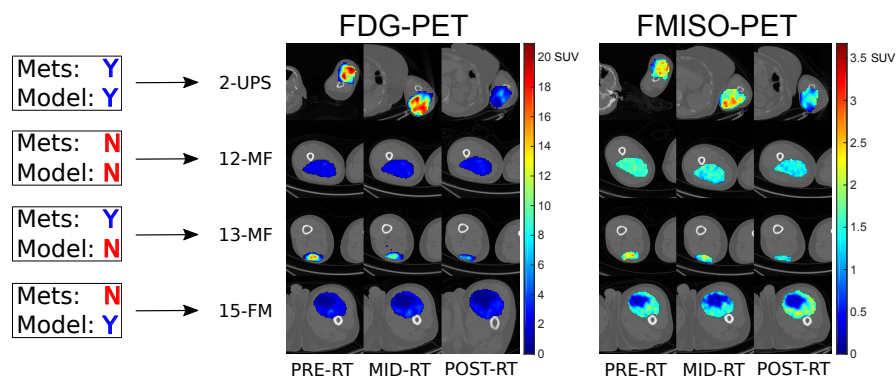 FDG-PET
FMISO-PET
Mets: Y
Model: Y
2-UPS
Mets: N
Model: N
12-MF
Mets: Y
Model: N
13-MF
Mets: N
Model: Y
15-FM
20 SUV
18
16
14
12
10
8
6
4
2
0
3.5 SUV
3
2.5
2
1.5
1
0.5
0
PRE-RT MID-RT POST-RT
PRE-RT MID-RT POST-RT